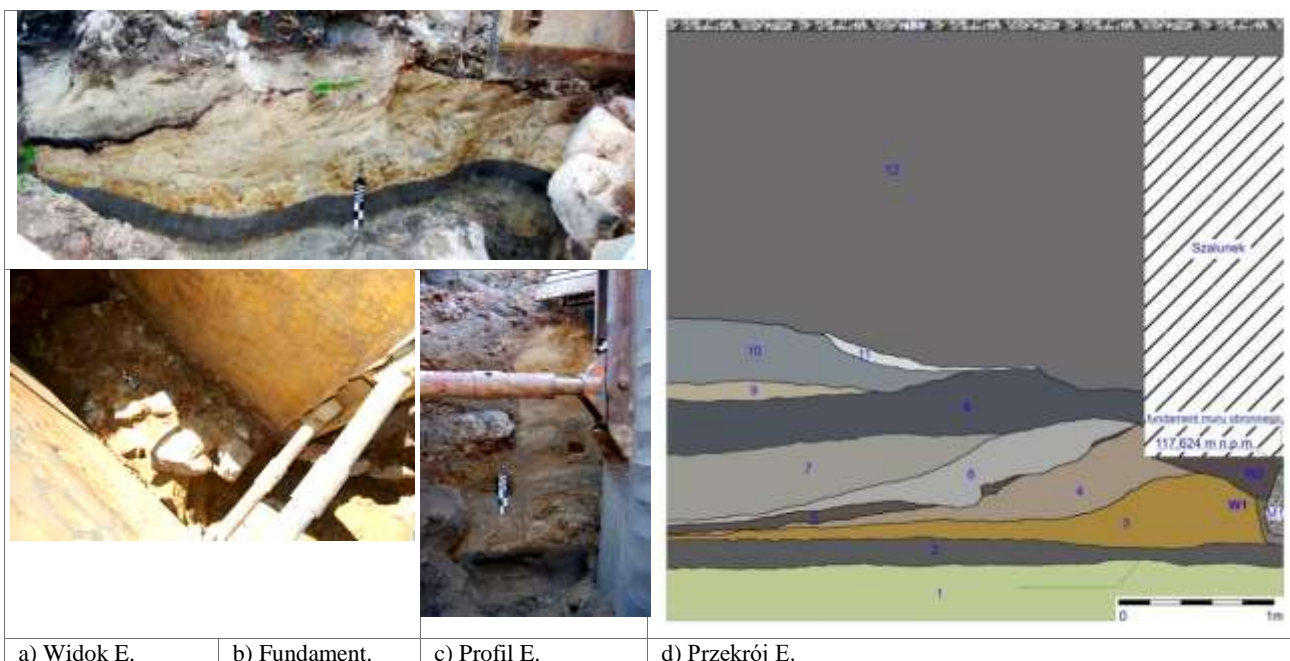 12
Szalunek
10
11
9
8
fundament muru obronnego
117,624 m n.p.m.
7
6
4
5
3
W1
2
1
0
1m
a) Widok E.
b) Fundament.
c) Profil E.
d) Przekrój E.